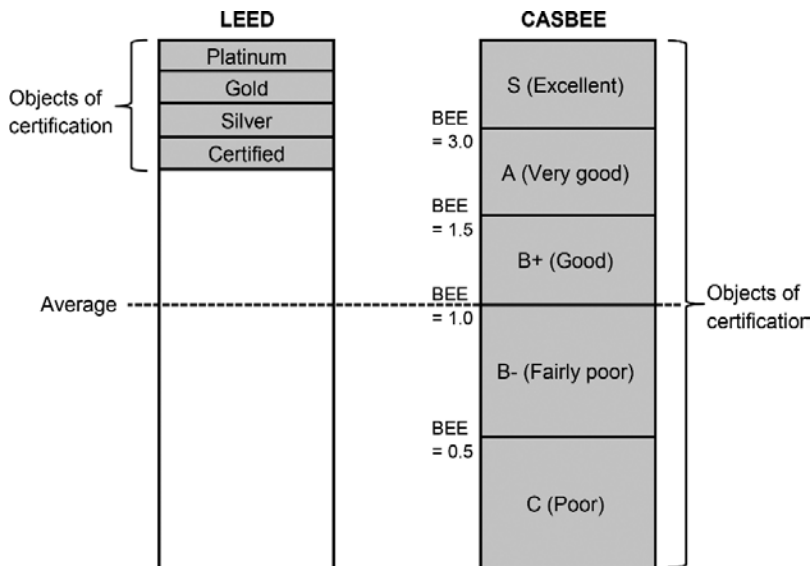 LEED
CASBEE
Platinum
Gold
Silver
Certified
Objects of
certification
Average
BEE
= 3.0
BEE
= 1.5
BEE
= 1.0
BEE
= 0.5
S (Excellent)
A (Very good)
B+ (Good)
B- (Fairly poor)
C (Poor)
Objects of
certification